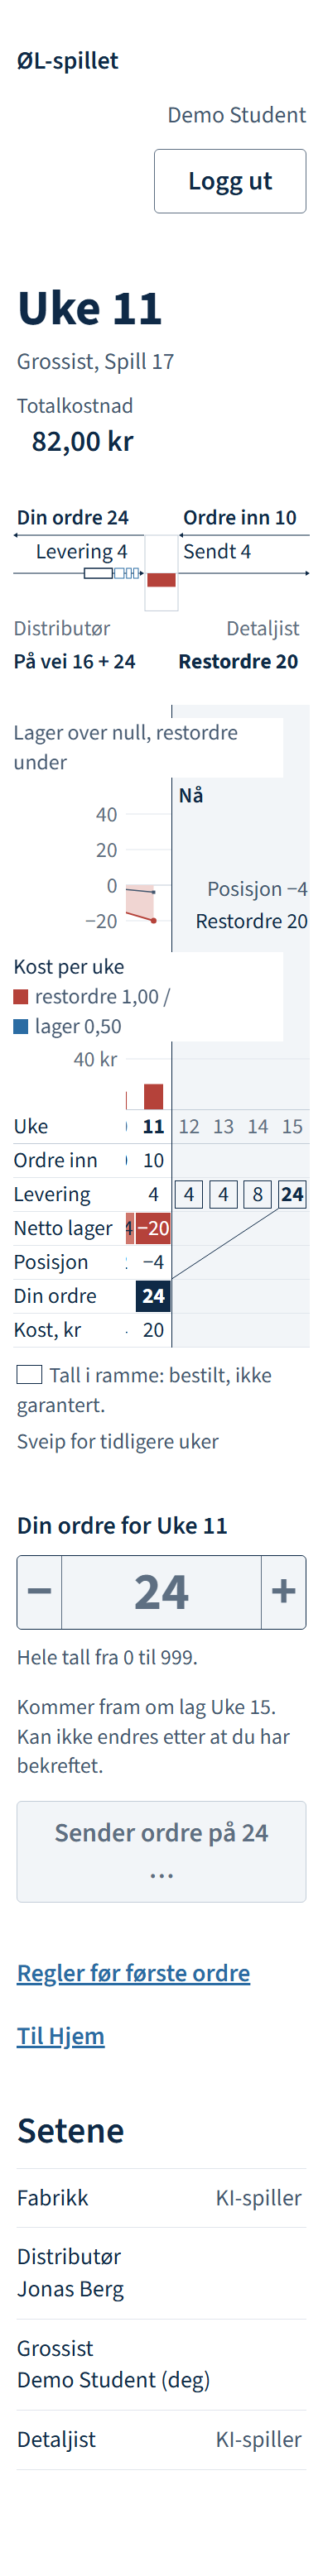 ØL-spillet
Demo Student
Logg ut
Uke 11
Grossist, Spill 17
Totalkostnad
82,00 kr
Din ordre 24 Ordre inn 10
Levering 4 Sendt 4
Distributør Detaljist
På vei 16 + 24 Restordre 20
Lager over null, restordre
under
Nå
40
20
0 Posisjon −4
−20 Restordre 20
Kost per uke
restordre 1,00 /
lager 0,50
40 kr
Uke 11 12 13 14 15
Ordre inn 10
Levering 4 4 4 8 24
Netto lager 4 −20
Posisjon −4
Din ordre 24
Kost, kr 20
Tall i ramme: bestilt, ikke
garantert.
Sveip for tidligere uker
Din ordre for Uke 11
− 24 +
Hele tall fra 0 til 999.
Kommer fram om lag Uke 15.
Kan ikke endres etter at du har
bekreftet.
Sender ordre på 24
…
Regler før første ordre
Til Hjem
Setene
Fabrikk KI-spiller
Distributør
Jonas Berg
Grossist
Demo Student (deg)
Detaljist KI-spiller